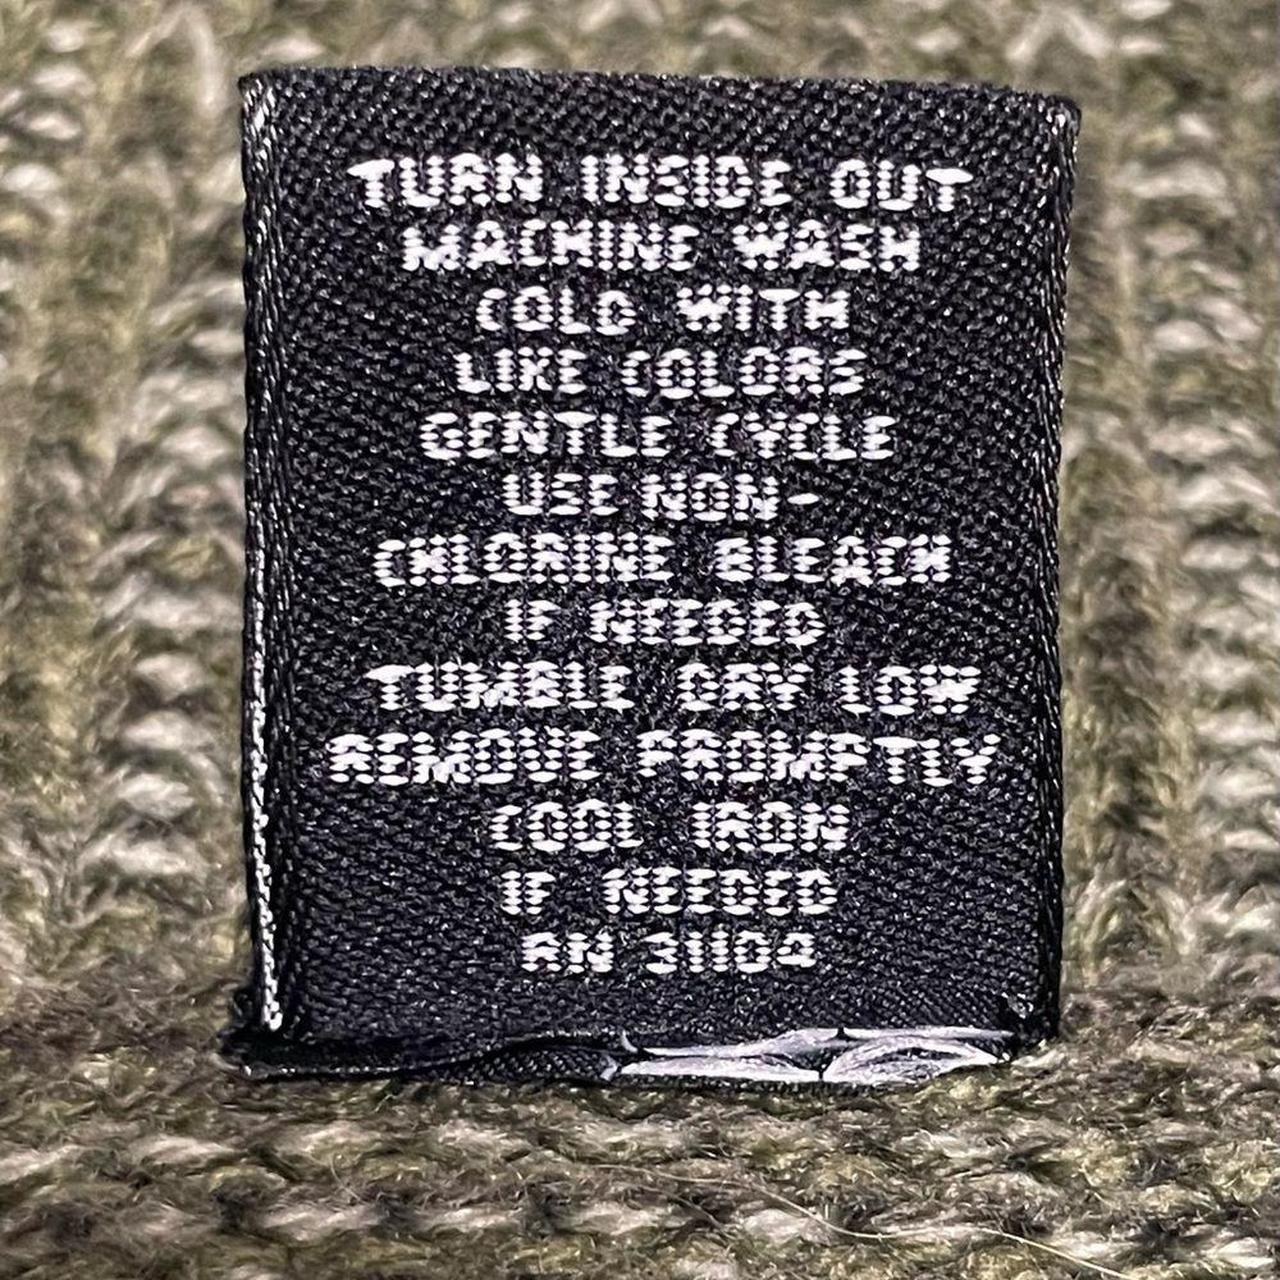 TURN INSIDE OUT
MACHINE WASH
COLD WITH
LIKE COLORS
GENTLE CYCLE
USE NON-
CHLORINE BLEACH
IF NEEDED
TUMBLE DRY LOW
REMOVE PROMPTLY
COOL IRON
IF NEEDED
RN 31104